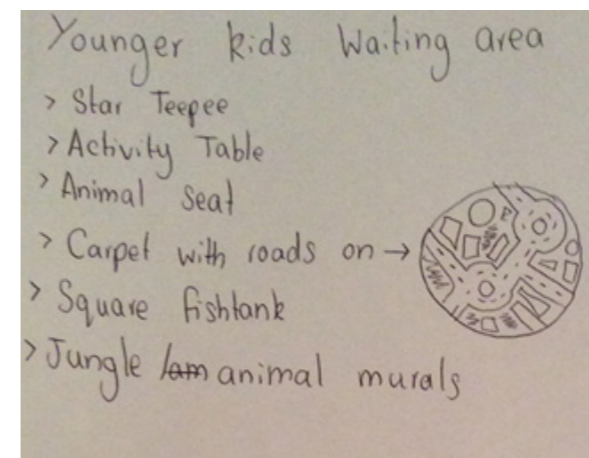 Younger kids Waiting area
> Star Teepee
> Activity Table
> Animal Seat
> Carpet with roads on →
> Square fishtank
> Jungle /am animal murals